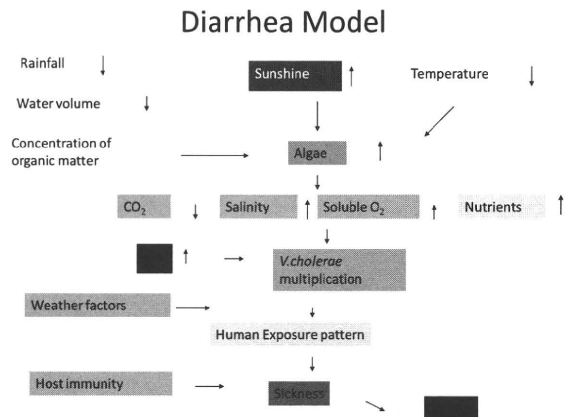 Diarrhea Model
Rainfall
Sunshine
Temperature
Water volume
Concentration of
organic matter
Algae
CO2
Salinity
Soluble O2
Nutrients
V.cholerae
multiplication
Weather factors
Human Exposure pattern
Host immunity
Sickness